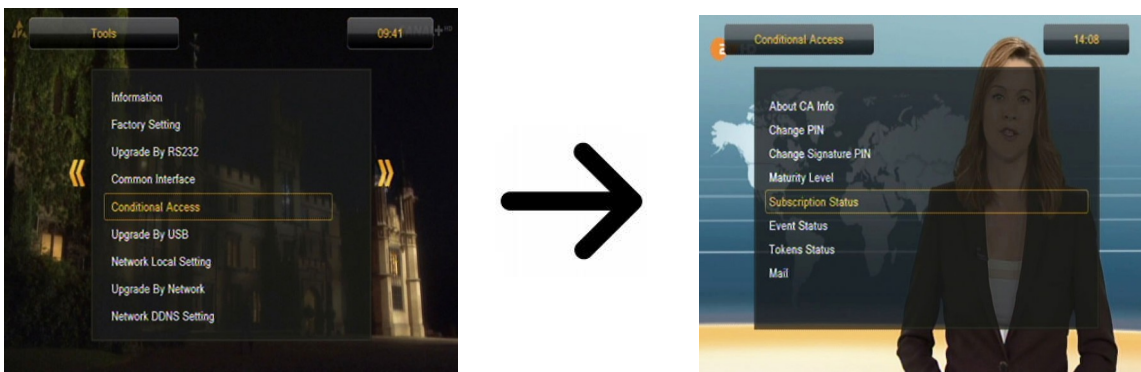 Tools
09:41
Information
Factory Setting
Upgrade By RS232
Common Interface
Conditional Access
Upgrade By USB
Network Local Setting
Upgrade By Network
Network DDNS Setting
Conditional Access
14:08
About CA Info
Change PIN
Change Signature PIN
Maturity Level
Subscription Status
Event Status
Tokens Status
Mail